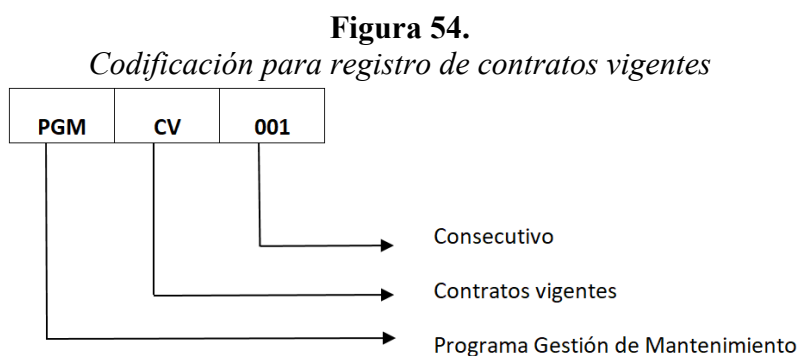 Figura 54.
Codificación para registro de contratos vigentes
PGM CV 001
Consecutivo
Contratos vigentes
Programa Gestión de Mantenimiento